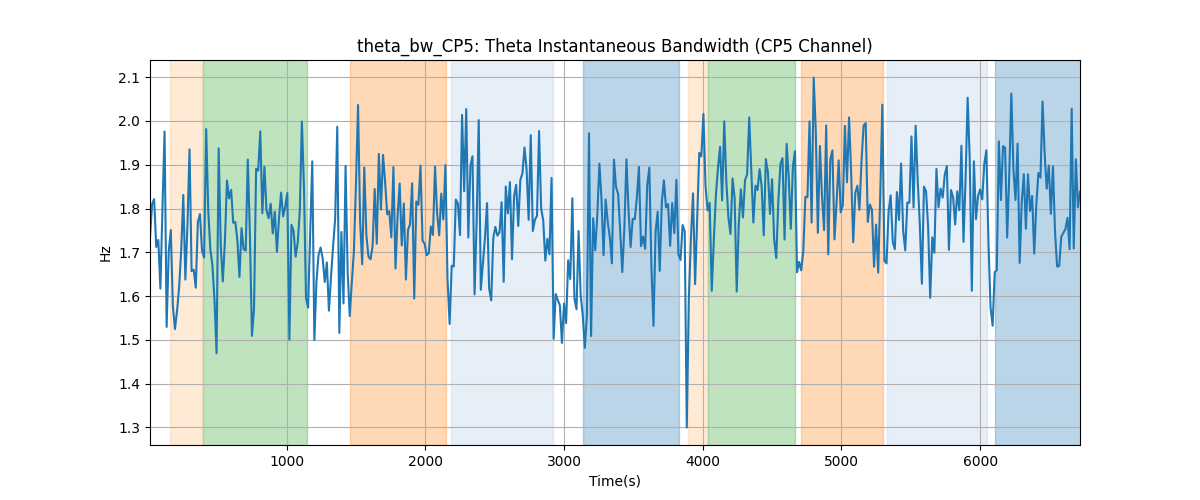 theta_bw_CP5: Theta Instantaneous Bandwidth (CP5 Channel)
2.1
2.0
1.9
1.8
1.7
1.6
1.5
1.4
1.3
Hz
1000 2000 3000 4000 5000 6000
Time(s)